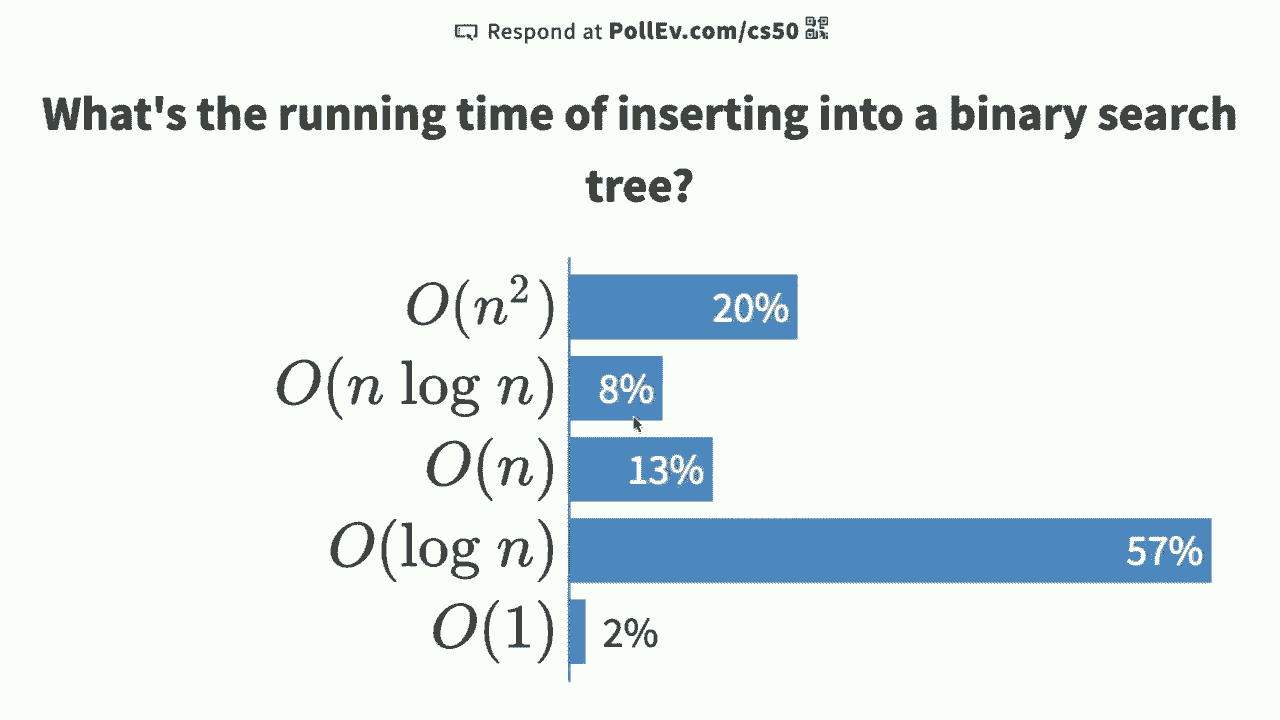 Respond at PollEv.com/cs50
What's the running time of inserting into a binary search
tree?
O(n²) 20%
O(n log n) 8%
O(n) 13%
O(log n) 57%
O(1) 2%